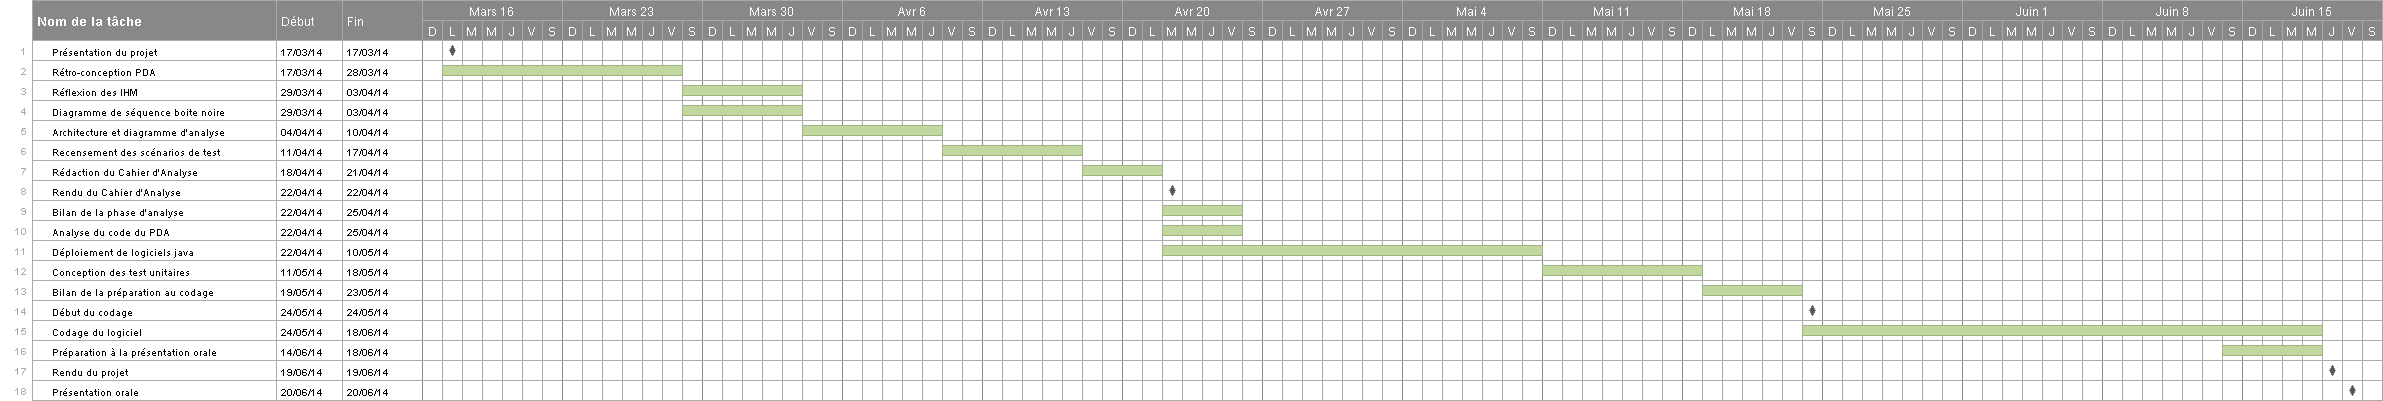 Nom de la tâche Début Fin Mars 16 Mars 23 Mars 30 Avr 6 Avr 13 Avr 20 Avr 27 Mai 4 Mai 11 Mai 18 Mai 25 Juin 1 Juin 8 Juin 15
D L M M J V S D L M M J V S D L M M J V S D L M M J V S D L M M J V S D L M M J V S D L M M J V S D L M M J V S D L M M J V S D L M M J V S D L M M J V S D L M M J V S D L M M J V S D L M M J V S
1 Présentation du projet 17/03/14 17/03/14
2 Rétro-conception PDA 17/03/14 28/03/14
3 Réflexion des IHM 29/03/14 03/04/14
4 Diagramme de séquence boite noire 29/03/14 03/04/14
5 Architecture et diagramme d'analyse 04/04/14 10/04/14
6 Recensement des scénarios de test 11/04/14 17/04/14
7 Rédaction du Cahier d'Analyse 18/04/14 21/04/14
8 Rendu du Cahier d'Analyse 22/04/14 22/04/14
9 Bilan de la phase d'analyse 22/04/14 25/04/14
10 Analyse du code du PDA 22/04/14 25/04/14
11 Déploiement de logiciels java 22/04/14 10/05/14
12 Conception des test unitaires 11/05/14 18/05/14
13 Bilan de la préparation au codage 19/05/14 23/05/14
14 Début du codage 24/05/14 24/05/14
15 Codage du logiciel 24/05/14 18/06/14
16 Préparation à la présentation orale 14/06/14 18/06/14
17 Rendu du projet 19/06/14 19/06/14
18 Présentation orale 20/06/14 20/06/14